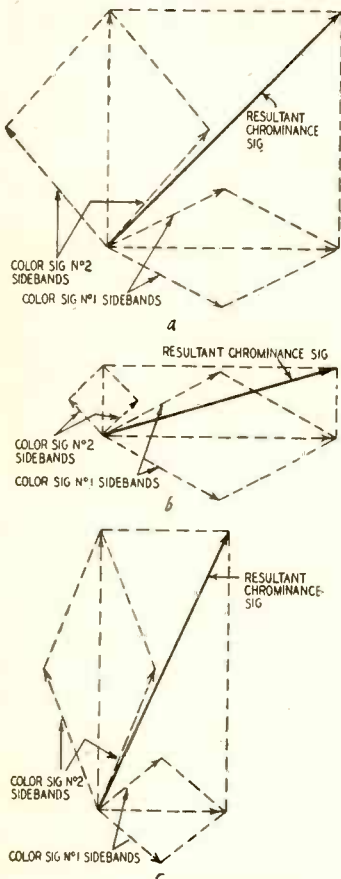 RESULTANT
CHROMINANCE
SIG
COLOR SIG Nº2
SIDEBANDS
COLOR SIG Nº1 SIDEBANDS
a
RESULTANT CHROMINANCE SIG
COLOR SIG Nº2
SIDEBANDS
COLOR SIG Nº1 SIDEBANDS
b
RESULTANT
CHROMINANCE-
SIG
COLOR SIG Nº2
SIDEBANDS
COLOR SIG Nº1 SIDEBANDS
c